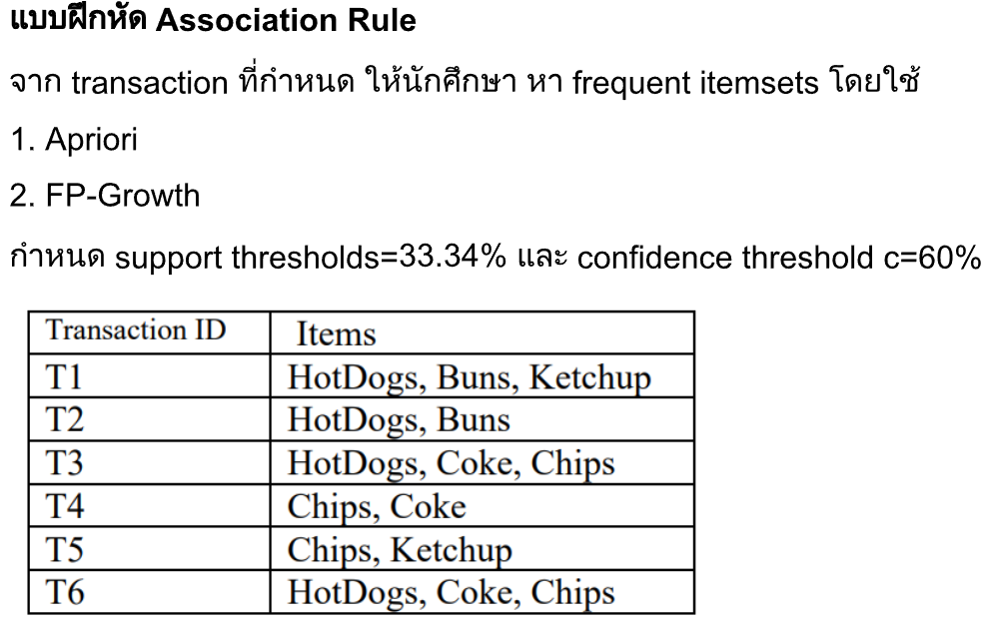 แบบฝึกหัด Association Rule
จาก transaction ที่กำหนด ให้นักศึกษา หา frequent itemsets โดยใช้
1. Apriori
2. FP-Growth
กำหนด support thresholds=33.34% และ confidence threshold c=60%
Transaction ID Items
T1 HotDogs, Buns, Ketchup
T2 HotDogs, Buns
T3 HotDogs, Coke, Chips
T4 Chips, Coke
T5 Chips, Ketchup
T6 HotDogs, Coke, Chips